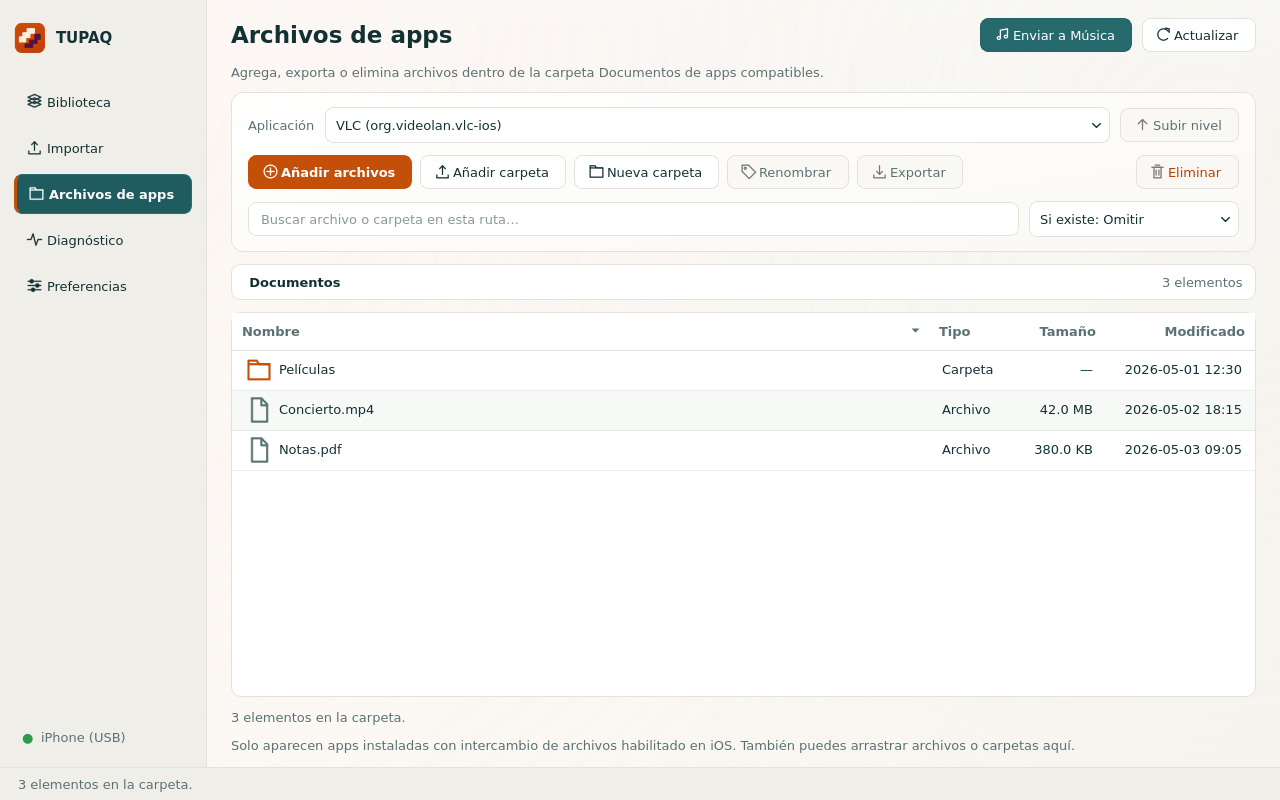 TUPAQ
Biblioteca
Importar
Archivos de apps
Diagnóstico
Preferencias
iPhone (USB)
Archivos de apps
Enviar a Música
Actualizar
Agrega, exporta o elimina archivos dentro de la carpeta Documentos de apps compatibles.
Aplicación
VLC (org.videolan.vlc-ios)
Subir nivel
Añadir archivos
Añadir carpeta
Nueva carpeta
Renombrar
Exportar
Eliminar
Buscar archivo o carpeta en esta ruta...
Si existe: Omitir
Documentos
3 elementos
Nombre Tipo Tamaño Modificado
Películas Carpeta — 2026-05-01 12:30
Concierto.mp4 Archivo 42.0 MB 2026-05-02 18:15
Notas.pdf Archivo 380.0 KB 2026-05-03 09:05
3 elementos en la carpeta.
Solo aparecen apps instaladas con intercambio de archivos habilitado en iOS. También puedes arrastrar archivos o carpetas aquí.
3 elementos en la carpeta.